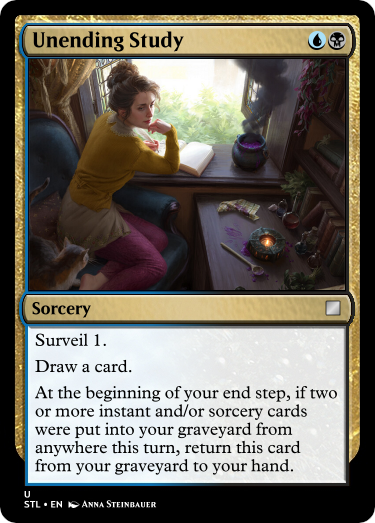 Unending Study
Sorcery
Surveil 1.
Draw a card.
At the beginning of your end step, if two
or more instant and/or sorcery cards
were put into your graveyard from
anywhere this turn, return this card
from your graveyard to your hand.
U
STL • EN Anna Steinbauer